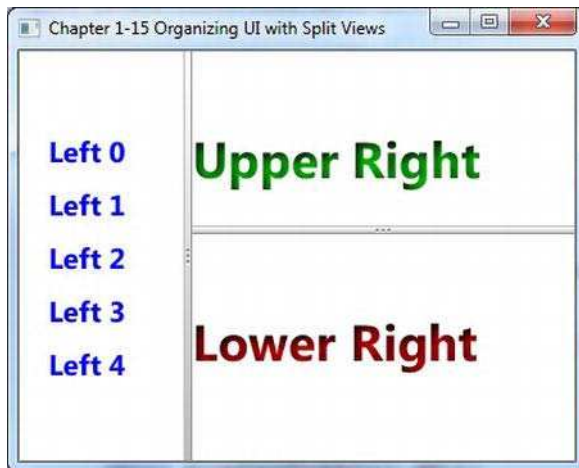 Chapter 1-15 Organizing UI with Split Views
Left 0
Left 1
Left 2
Left 3
Left 4
Upper Right
Lower Right